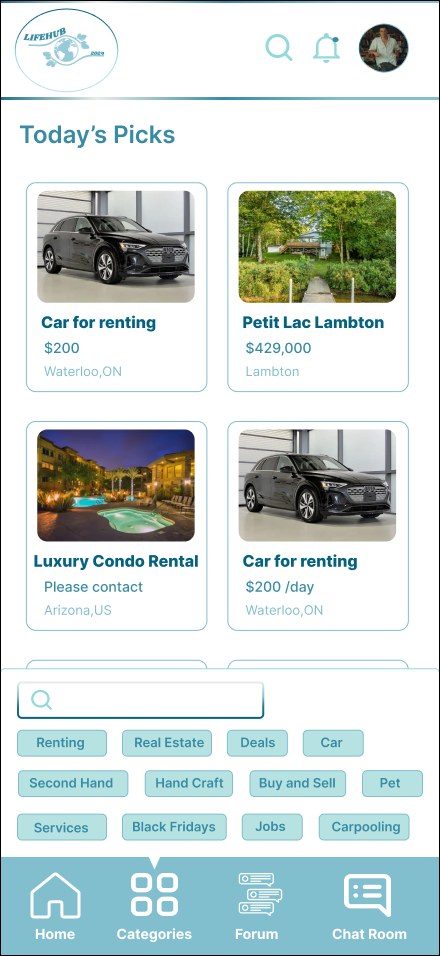 LIFEHUB
2024
Today’s Picks
Car for renting
$200
Waterloo,ON
Petit Lac Lambton
$429,000
Lambton
Luxury Condo Rental
Please contact
Arizona,US
Car for renting
$200 /day
Waterloo,ON
Renting
Real Estate
Deals
Car
Second Hand
Hand Craft
Buy and Sell
Pet
Services
Black Fridays
Jobs
Carpooling
Home
Categories
Forum
Chat Room